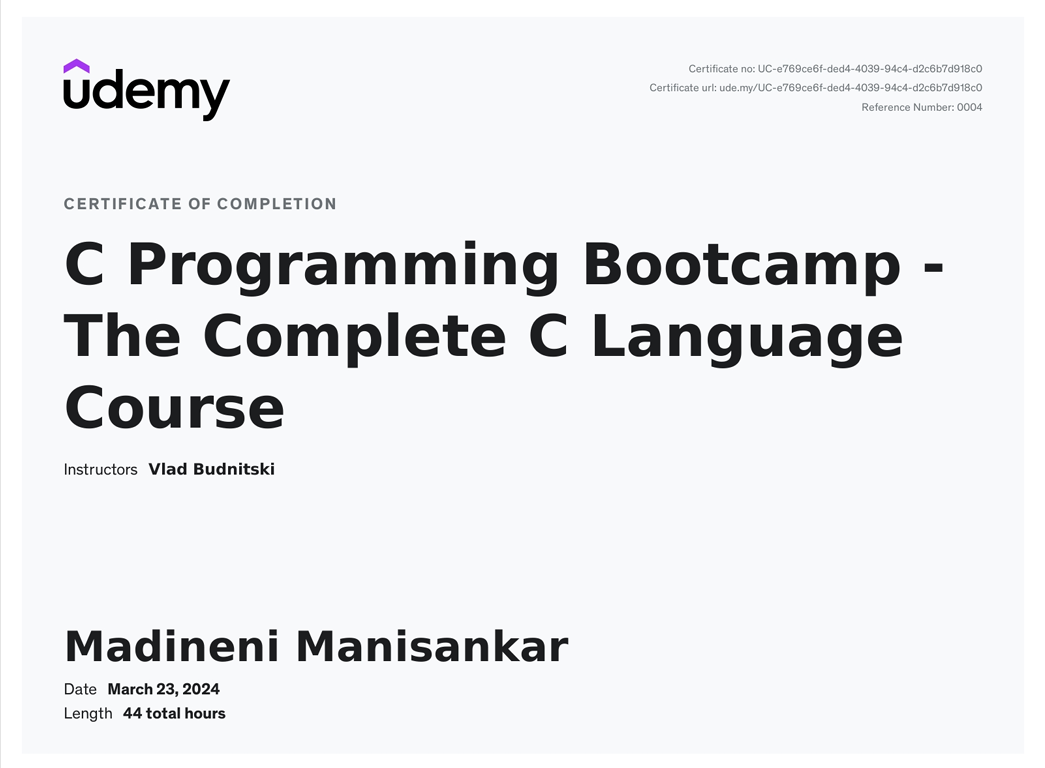 udemy
Certificate no: UC-e769ce6f-ded4-4039-94c4-d2c6b7d918c0
Certificate url: ude.my/UC-e769ce6f-ded4-4039-94c4-d2c6b7d918c0
Reference Number: 0004
CERTIFICATE OF COMPLETION
C Programming Bootcamp -
The Complete C Language
Course
Instructors Vlad Budnitski
Madineni Manisankar
Date March 23, 2024
Length 44 total hours